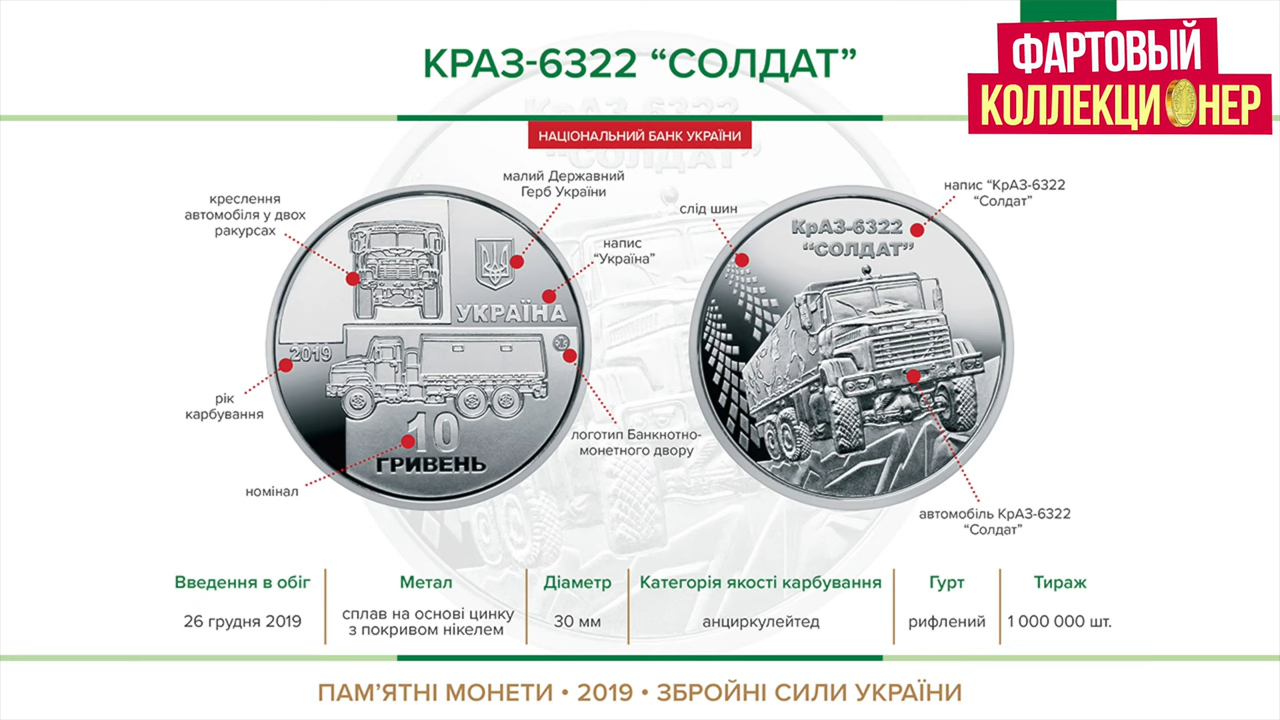 КРАЗ-6322 “СОЛДАТ”
ФАРТОВЫЙ
КОЛЛЕКЦИОНЕР
НАЦІОНАЛЬНИЙ БАНК УКРАЇНИ
креслення
автомобіля у двох
ракурсах
малий Державний
Герб України
напис
“Україна”
рік
карбування
номінал
логотип Банкнотно-
монетного двору
УКРАЇНА
2019
10
ГРИВЕНЬ
слід шин
напис “КрАЗ-6322
“Солдат”
КрАЗ-6322
“СОЛДАТ”
автомобіль КрАЗ-6322
“Солдат”
КрАЗ-6322
“СОЛДАТ”
Введення в обіг
26 грудня 2019
Метал
сплав на основі цинку
з покривом нікелем
Діаметр
30 мм
Категорія якості карбування
анциркулейтед
Гурт
рифлений
Тираж
1 000 000 шт.
ПАМ’ЯТНІ МОНЕТИ • 2019 • ЗБРОЙНІ СИЛИ УКРАЇНИ